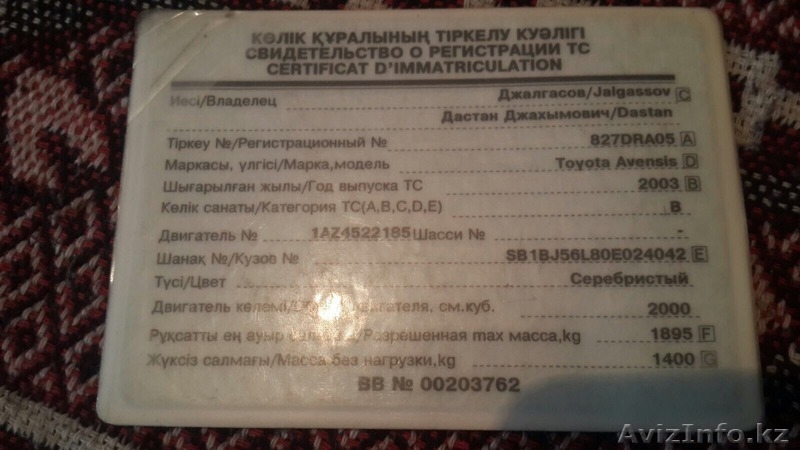 КӨЛІК ҚҰРАЛЫНЫҢ ТІРКЕЛУ КУӘЛІГІ
СВИДЕТЕЛЬСТВО О РЕГИСТРАЦИИ ТС
CERTIFICAT D'IMMATRICULATION
Иесі/Владелец Джалгасов/Jalgassov C
Дастан Джахымович/Dastan
Тіркеу №/Регистрационный № 827DRA05 A
Маркасы, үлгісі/Марка,модель Toyota Avensis D
Шығарылған жылы/Год выпуска ТС 2003 B
Көлік санаты/Категория ТС(A,B,C,D,E) B
Двигатель № 1AZ4522185 Шасси № -
Шанақ №/Кузов № SB1BJ56L80E024042 E
Түсі/Цвет Серебристый
Двигатель көлемі/ двигателя, см.куб. 2000
Рұқсатты ең ауыр салмағы/Разрешенная max масса,kg 1895 F
Жүксіз салмағы/Масса без нагрузки,kg 1400 G
BB № 00203762
AvizInfo.kz